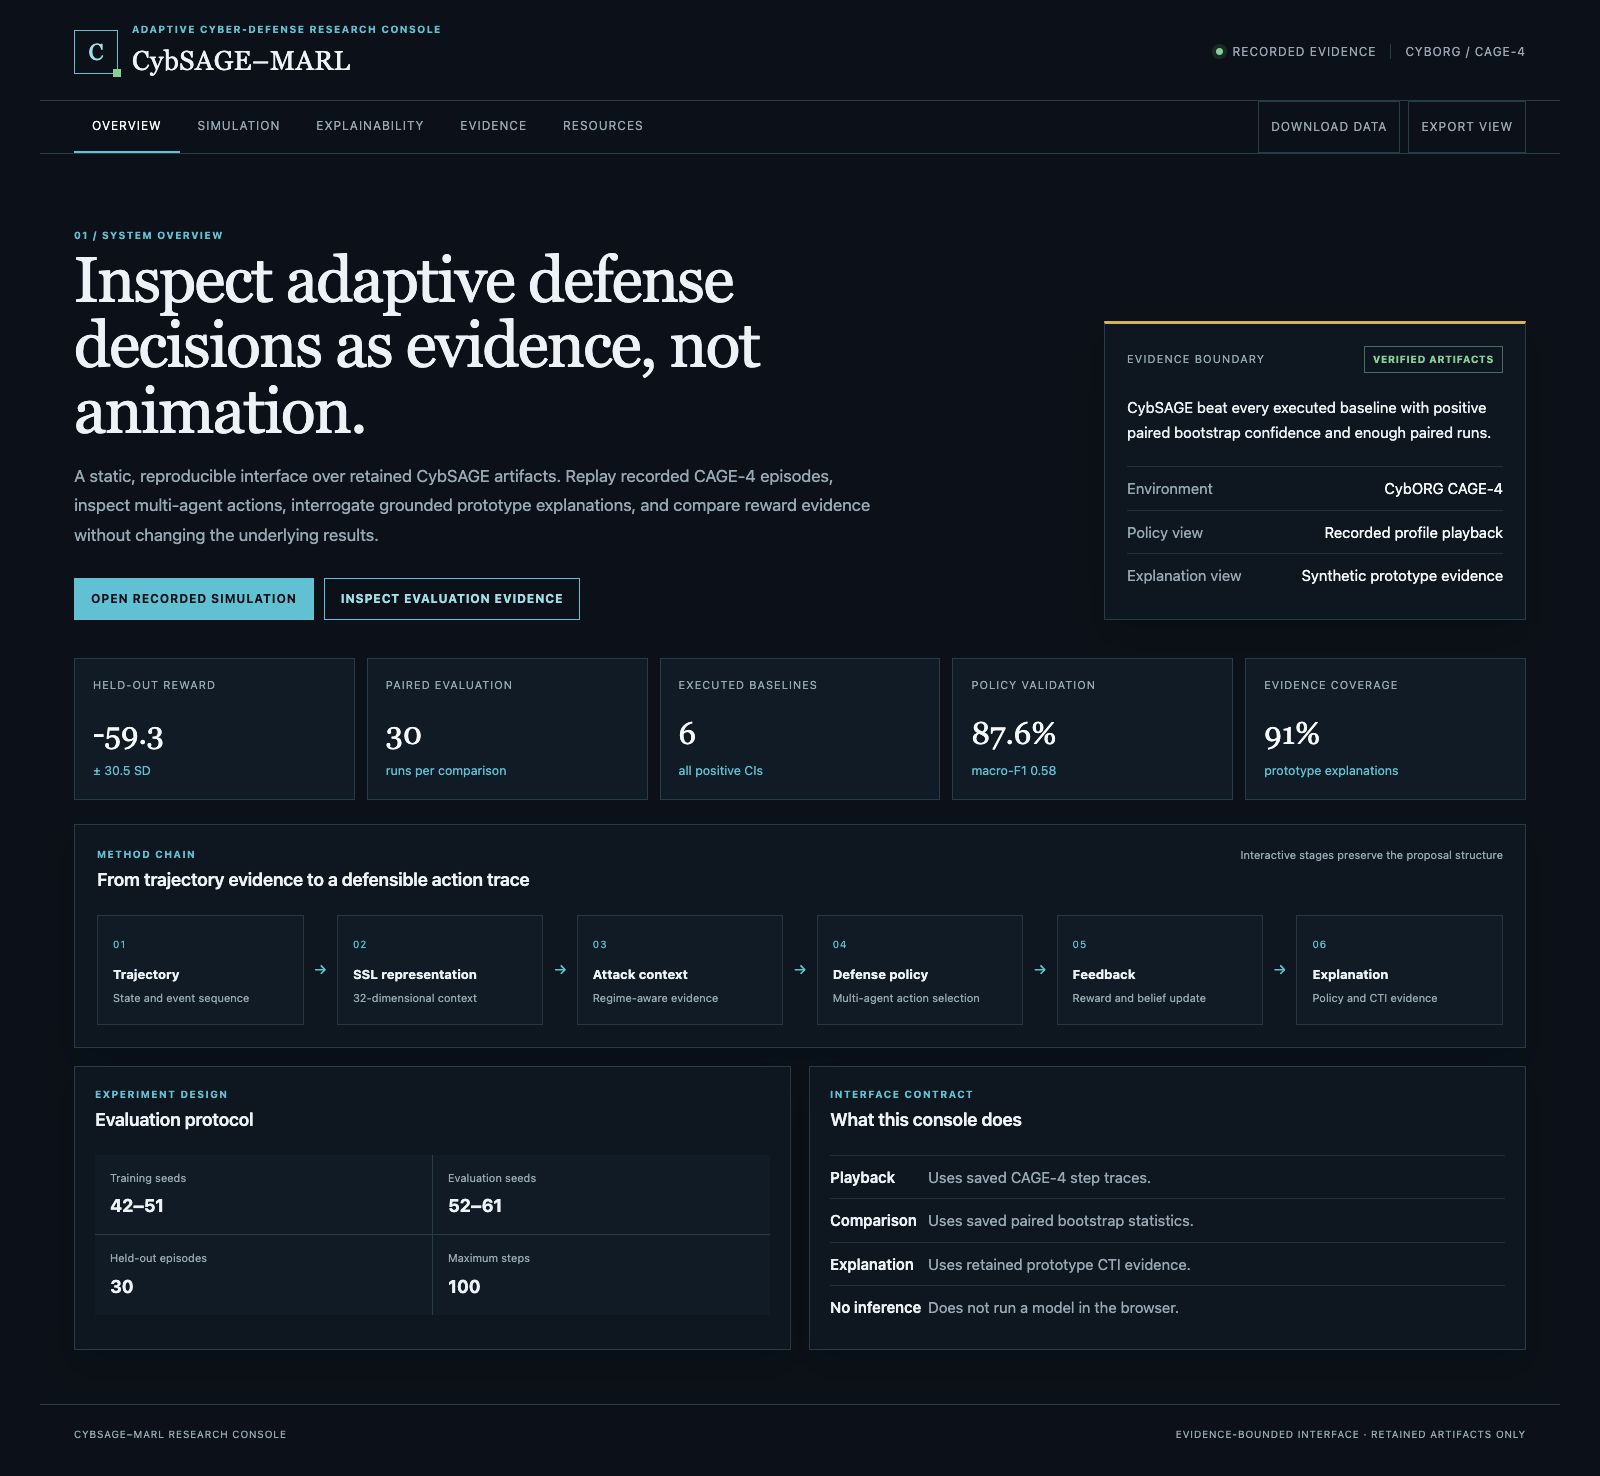 C
ADAPTIVE CYBER-DEFENSE RESEARCH CONSOLE
CybSAGE–MARL
RECORDED EVIDENCE
CYBORG / CAGE-4
OVERVIEW
SIMULATION
EXPLAINABILITY
EVIDENCE
RESOURCES
DOWNLOAD DATA
EXPORT VIEW
01 / SYSTEM OVERVIEW
Inspect adaptive defense
decisions as evidence, not
animation.
A static, reproducible interface over retained CybSAGE artifacts. Replay recorded CAGE-4 episodes,
inspect multi-agent actions, interrogate grounded prototype explanations, and compare reward evidence
without changing the underlying results.
OPEN RECORDED SIMULATION
INSPECT EVALUATION EVIDENCE
EVIDENCE BOUNDARY
VERIFIED ARTIFACTS
CybSAGE beat every executed baseline with positive
paired bootstrap confidence and enough paired runs.
Environment
CybORG CAGE-4
Policy view
Recorded profile playback
Explanation view
Synthetic prototype evidence
HELD-OUT REWARD
-59.3
± 30.5 SD
PAIRED EVALUATION
30
runs per comparison
EXECUTED BASELINES
6
all positive CIs
POLICY VALIDATION
87.6%
macro-F1 0.58
EVIDENCE COVERAGE
91%
prototype explanations
METHOD CHAIN
From trajectory evidence to a defensible action trace
Interactive stages preserve the proposal structure
01
Trajectory
State and event sequence
→
02
SSL representation
32-dimensional context
→
03
Attack context
Regime-aware evidence
→
04
Defense policy
Multi-agent action selection
→
05
Feedback
Reward and belief update
→
06
Explanation
Policy and CTI evidence
EXPERIMENT DESIGN
Evaluation protocol
Training seeds
42–51
Evaluation seeds
52–61
Held-out episodes
30
Maximum steps
100
INTERFACE CONTRACT
What this console does
Playback Uses saved CAGE-4 step traces.
Comparison Uses saved paired bootstrap statistics.
Explanation Uses retained prototype CTI evidence.
No inference Does not run a model in the browser.
CYBSAGE–MARL RESEARCH CONSOLE
EVIDENCE-BOUNDED INTERFACE · RETAINED ARTIFACTS ONLY